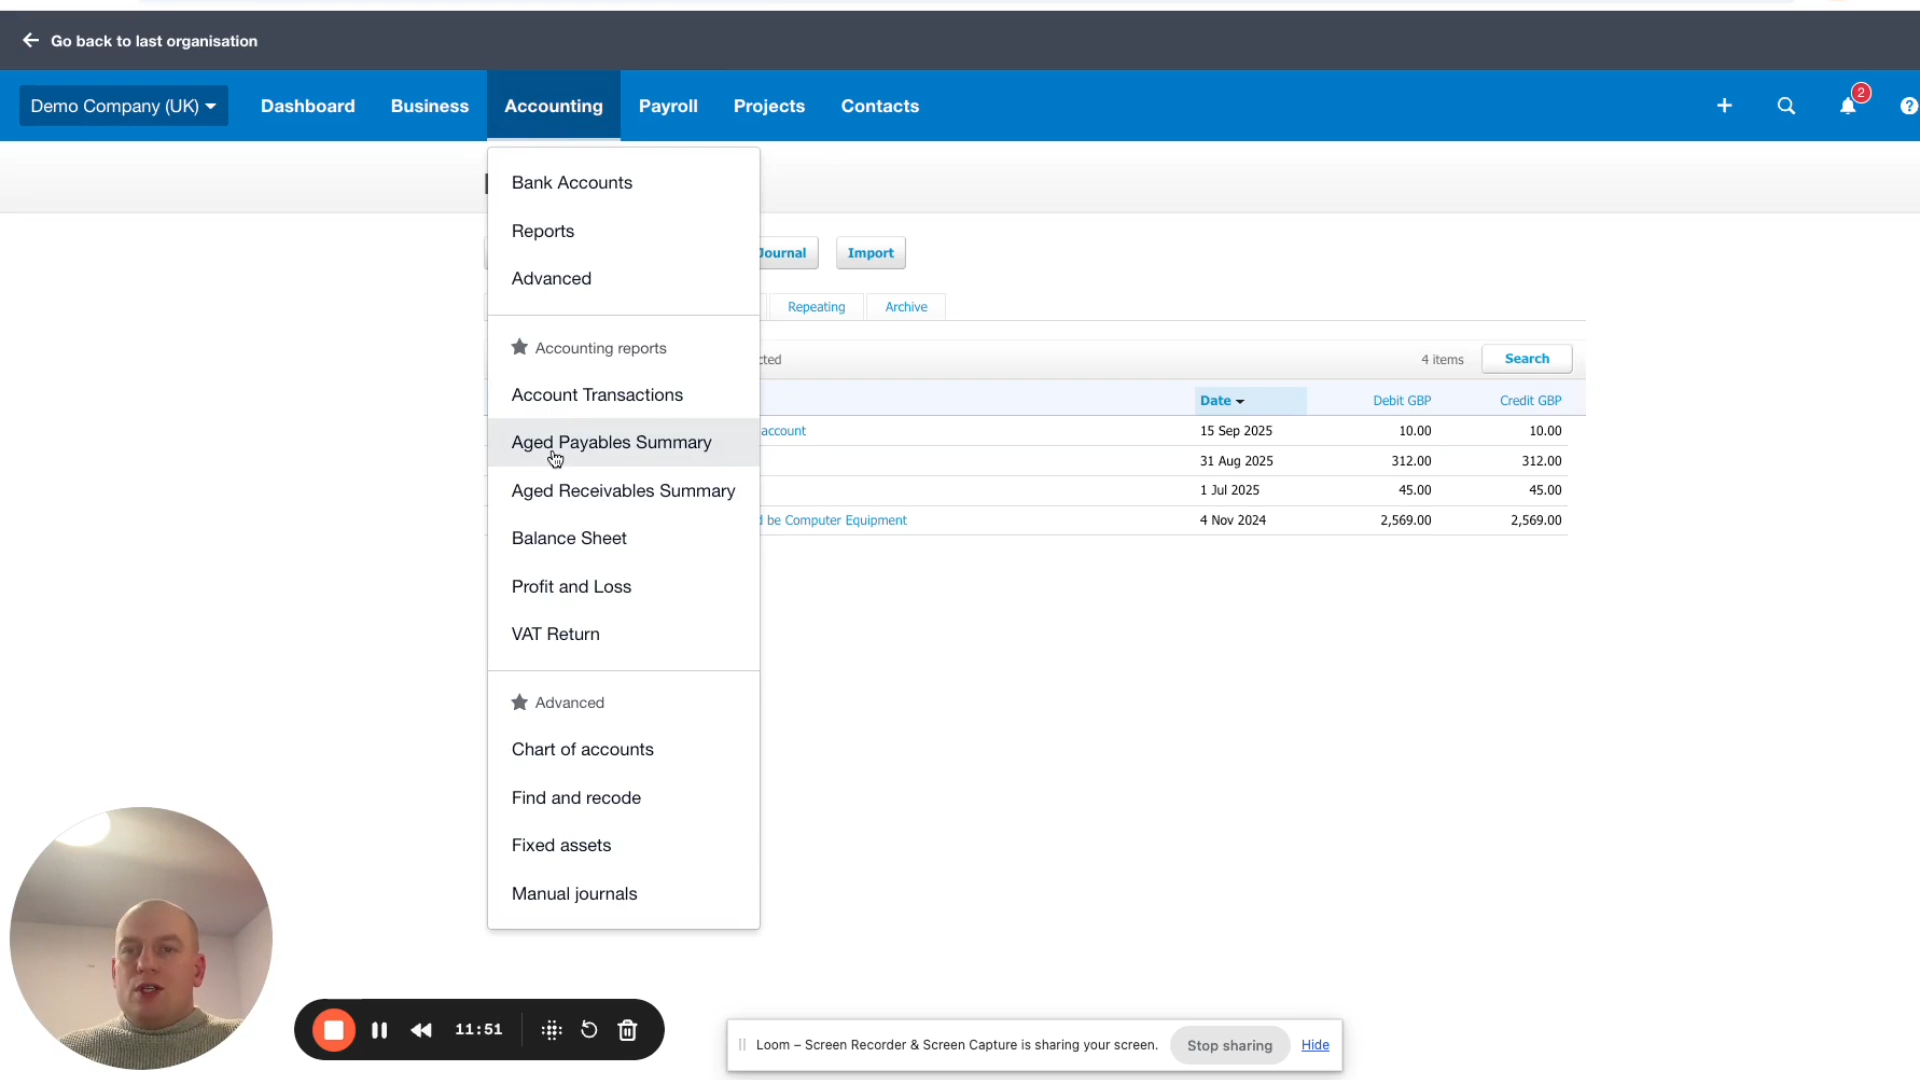 Go back to last organisation
Demo Company (UK) Dashboard Business Accounting Payroll Projects Contacts 2
Bank Accounts
Reports
Advanced
Accounting reports
Account Transactions
Aged Payables Summary
Aged Receivables Summary
Balance Sheet
Profit and Loss
VAT Return
Advanced
Chart of accounts
Find and recode
Fixed assets
Manual journals
Journal Import
Repeating Archive
cted 4 items Search
Date Debit GBP Credit GBP
account 15 Sep 2025 10.00 10.00
31 Aug 2025 312.00 312.00
1 Jul 2025 45.00 45.00
d be Computer Equipment 4 Nov 2024 2,569.00 2,569.00
11:51
Loom – Screen Recorder & Screen Capture is sharing your screen. Stop sharing Hide